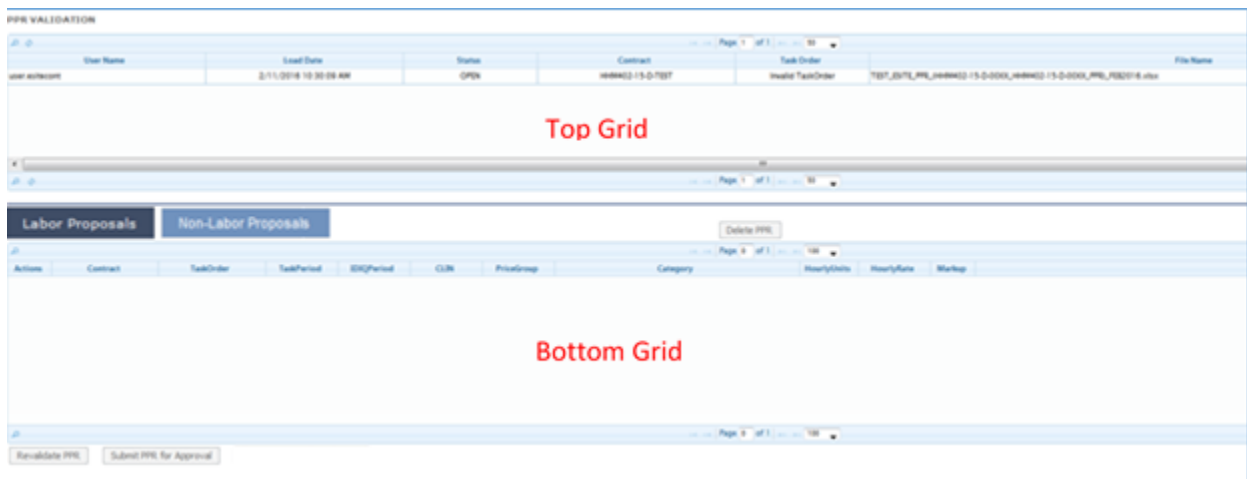 PPR VALIDATION
Page 1 of 1 50
User Name Load Date Status Contract Task Order File Name
user.esitecont 2/11/2016 10:30:09 AM OPEN HHM402-15-D-TEST Invalid TaskOrder
Top Grid
Page 1 of 1 50
Labor Proposals Non-Labor Proposals Delete PPR
Page 0 of 1 100
Actions Contract TaskOrder TaskPeriod IDIQPeriod CLIN PriceGroup Category HourlyUnits HourlyRate Markup
Bottom Grid
Page 0 of 1 100
Revalidate PPR Submit PPR for Approval